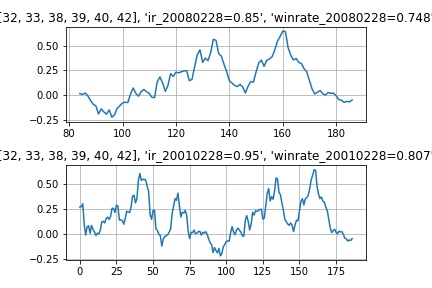 [32, 33, 38, 39, 40, 42], 'ir_20080228=0.85', 'winrate_20080228=0.748'
0.50
0.25
0.00
−0.25
80 100 120 140 160 180
[32, 33, 38, 39, 40, 42], 'ir_20010228=0.95', 'winrate_20010228=0.807'
0.50
0.25
0.00
−0.25
0 25 50 75 100 125 150 175